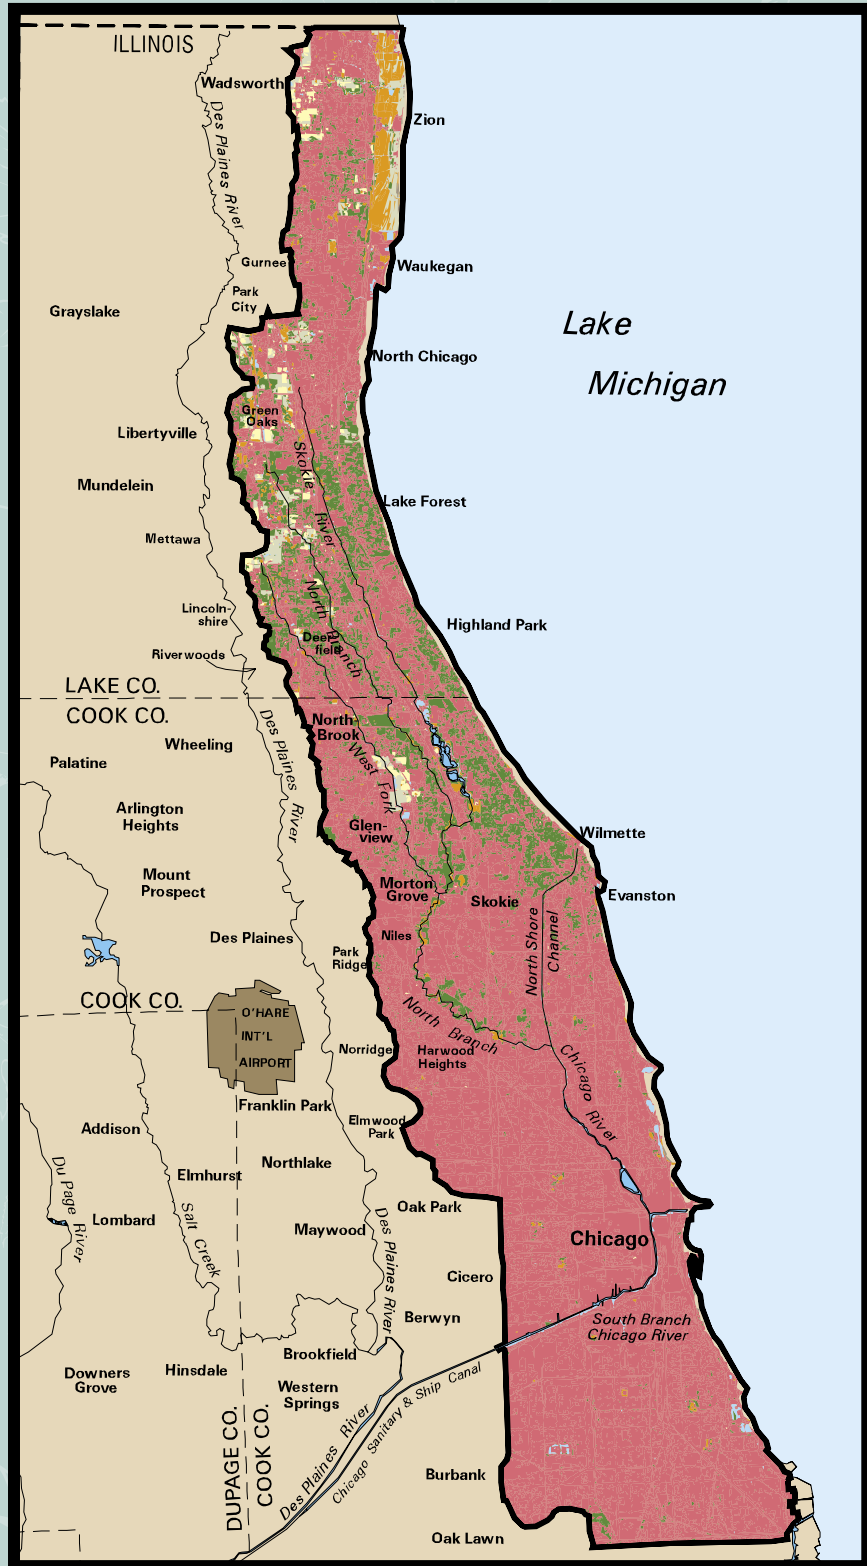 ILLINOIS
Wadsworth
Des Plaines River
Zion
Gurnee
Waukegan
Park
City
Grayslake
Lake
Michigan
North Chicago
Green
Oaks
Libertyville
Skokie
River
Mundelein
Lake Forest
Mettawa
North Branch
Lincoln-
shire
Highland Park
Deer-
field
Riverwoods
LAKE CO.
COOK CO.
Des Plaines River
North-
Brook
Wheeling
Palatine
West Fork
Arlington
Heights
Glen-
view
Wilmette
Mount
Prospect
Morton
Grove
Skokie
Evanston
North Shore
Channel
Niles
Des Plaines
Park
Ridge
COOK CO.
O'HARE
INT'L
AIRPORT
North Branch
Norridge
Harwood
Heights
Chicago River
Franklin Park
Elmwood
Park
Addison
Northlake
Elmhurst
Du Page River
Salt Creek
Lombard
Maywood
Oak Park
Des Plaines River
Chicago
Cicero
Berwyn
South Branch
Chicago River
Brookfield
Downers
Grove
Hinsdale
Western
Springs
Chicago Sanitary & Ship Canal
Des Plaines River
DUPAGE CO.
COOK CO.
Burbank
Oak Lawn